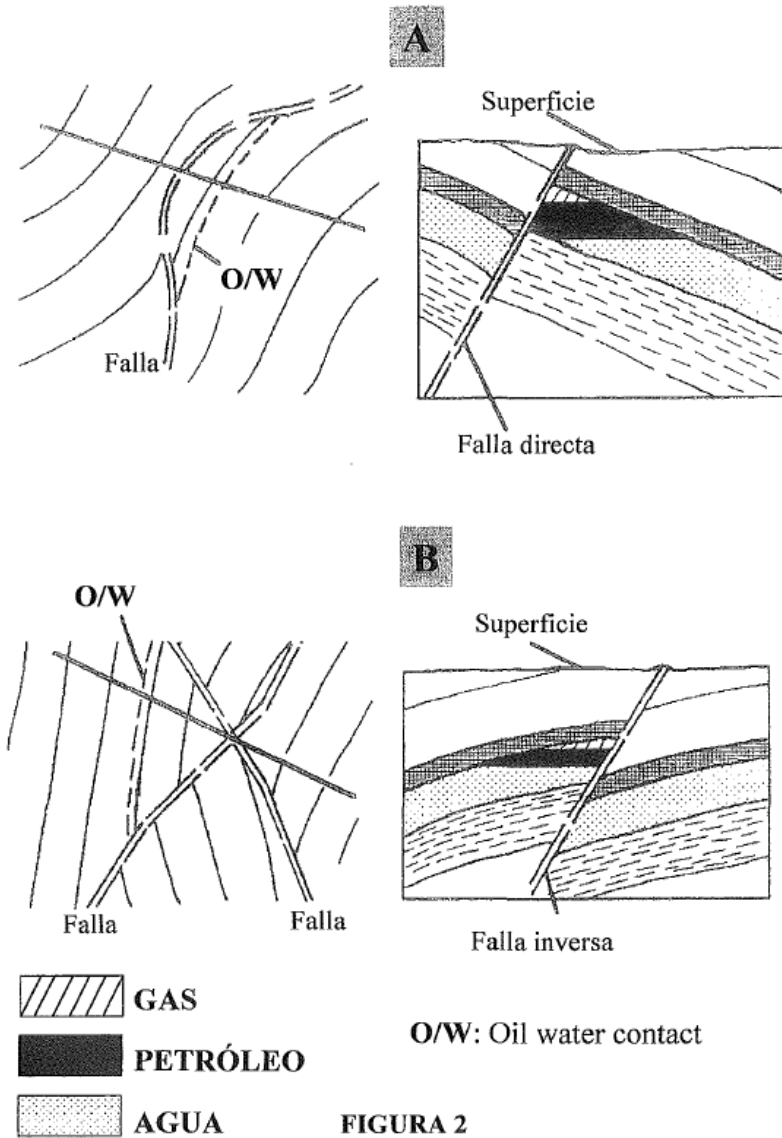 A
Superficie
O/W
Falla
Falla directa
B
O/W
Superficie
Falla
Falla
Falla inversa
GAS
O/W: Oil water contact
PETRÓLEO
AGUA
FIGURA 2